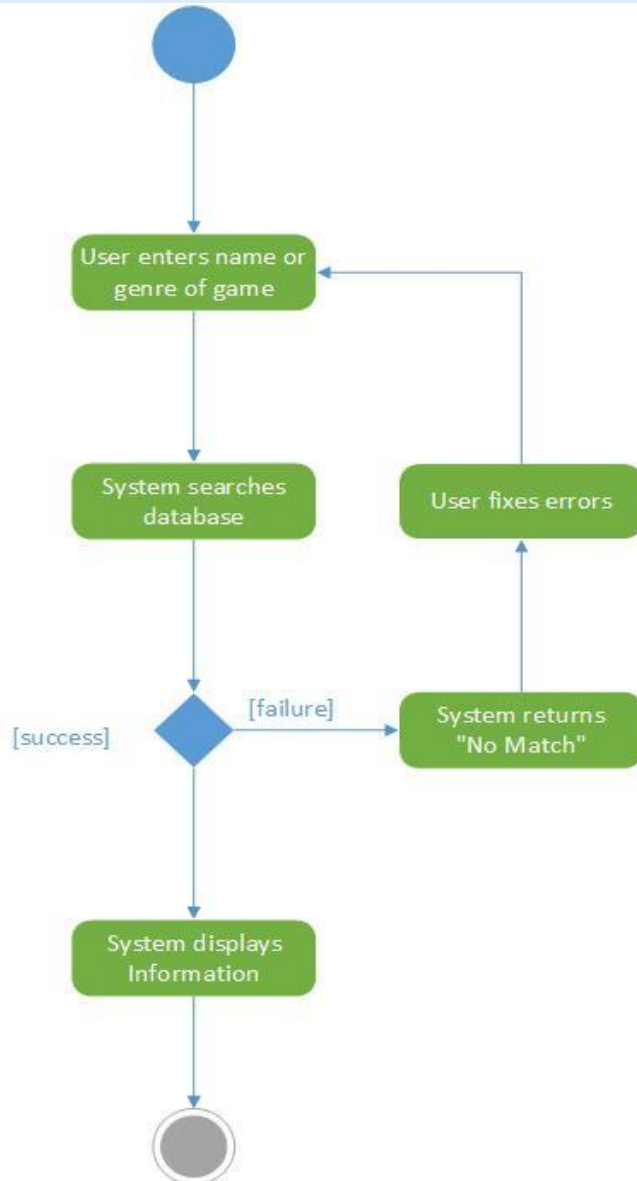 User enters name or
genre of game
System searches
database
User fixes errors
[success]
[failure]
System returns
"No Match"
System displays
Information